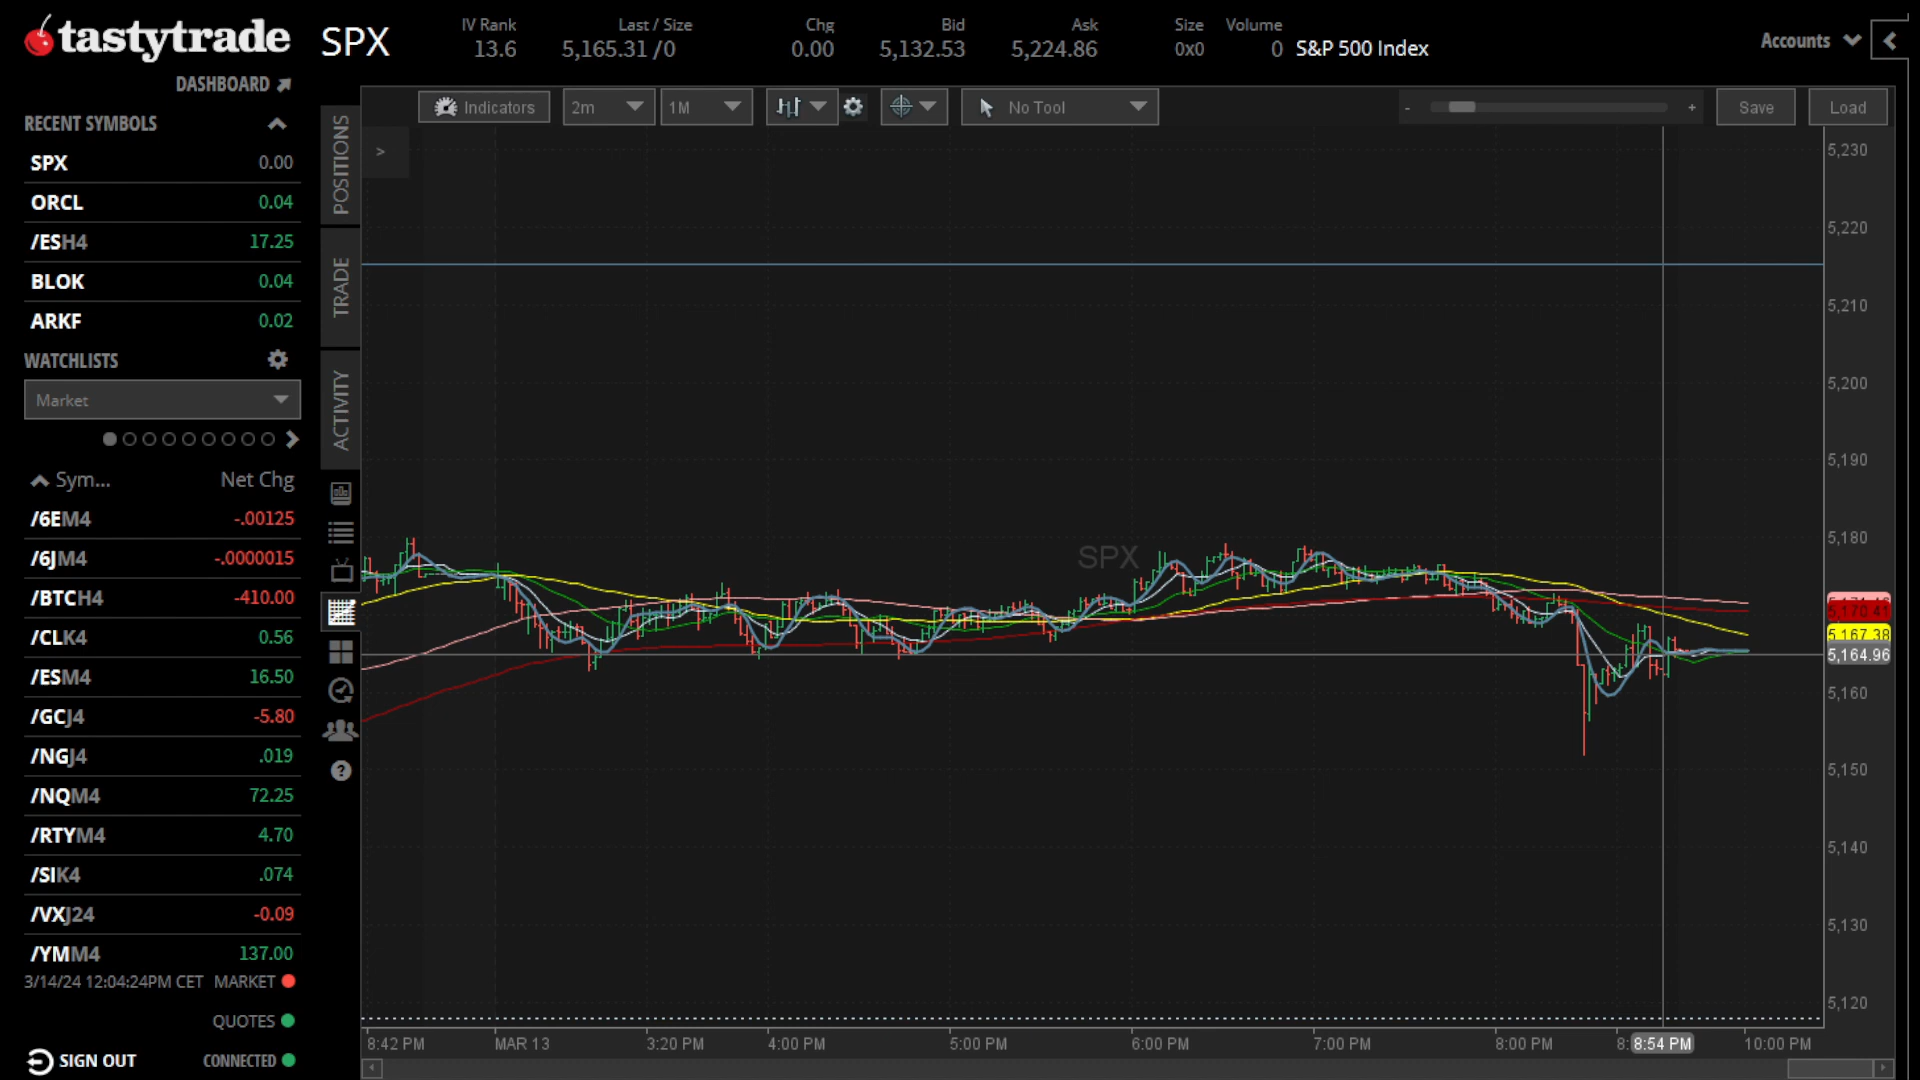 tastytrade
DASHBOARD
SPX
IV Rank
13.6
Last / Size
5,165.31 /0
Chg
0.00
Bid
5,132.53
Ask
5,224.86
Size
0x0
Volume
0
S&P 500 Index
Accounts
RECENT SYMBOLS
SPX 0.00
ORCL 0.04
/ESH4 17.25
BLOK 0.04
ARKF 0.02
WATCHLISTS
Market
Sym... Net Chg
/6EM4 -.00125
/6JM4 -.0000015
/BTCH4 -410.00
/CLK4 0.56
/ESM4 16.50
/GCJ4 -5.80
/NGJ4 .019
/NQM4 72.25
/RTYM4 4.70
/SIK4 .074
/VXJ24 -0.09
/YMM4 137.00
3/14/24 12:04:24PM CET MARKET
QUOTES
SIGN OUT CONNECTED
POSITIONS
TRADE
ACTIVITY
?
Indicators 2m 1M No Tool - + Save Load
>
SPX
5,230
5,220
5,210
5,200
5,190
5,180
5,170.41
5,167.38
5,164.96
5,160
5,150
5,140
5,130
5,120
8:42 PM MAR 13 3:20 PM 4:00 PM 5:00 PM 6:00 PM 7:00 PM 8:00 PM 8: 8:54 PM 10:00 PM